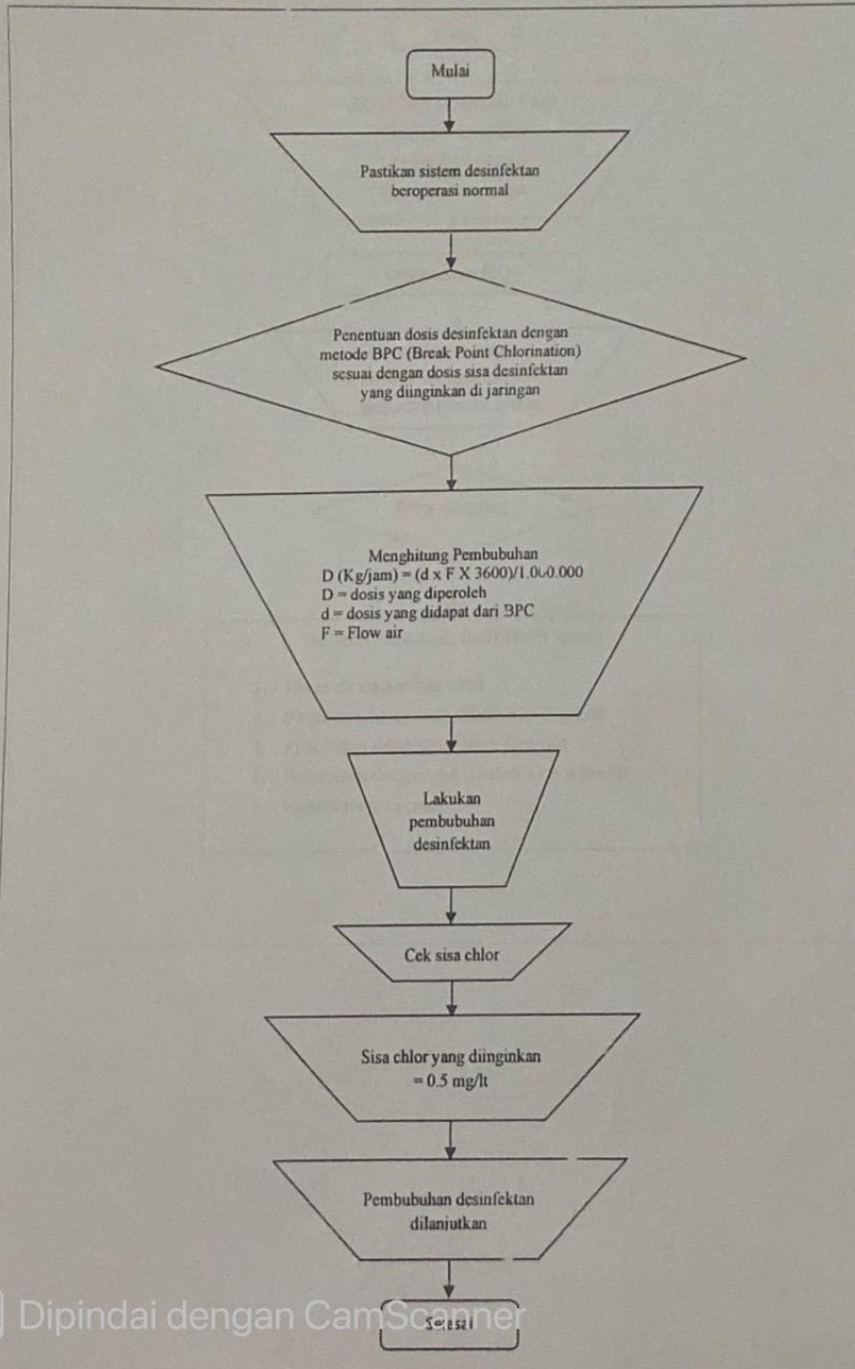 Mulai
Pastikan sistem desinfektan
beroperasi normal
Penentuan dosis desinfektan dengan
metode BPC (Break Point Chlorination)
sesuai dengan dosis sisa desinfektan
yang diinginkan di jaringan
Menghitung Pembubuhan
D (Kg/jam) = (d x F X 3600)/1.000.000
D = dosis yang diperoleh
d = dosis yang didapat dari BPC
F = Flow air
Lakukan
pembubuhan
desinfektan
Cek sisa chlor
Sisa chlor yang diinginkan
= 0.5 mg/lt
Pembubuhan desinfektan
dilanjutkan
Selesai
Dipindai dengan CamScanner